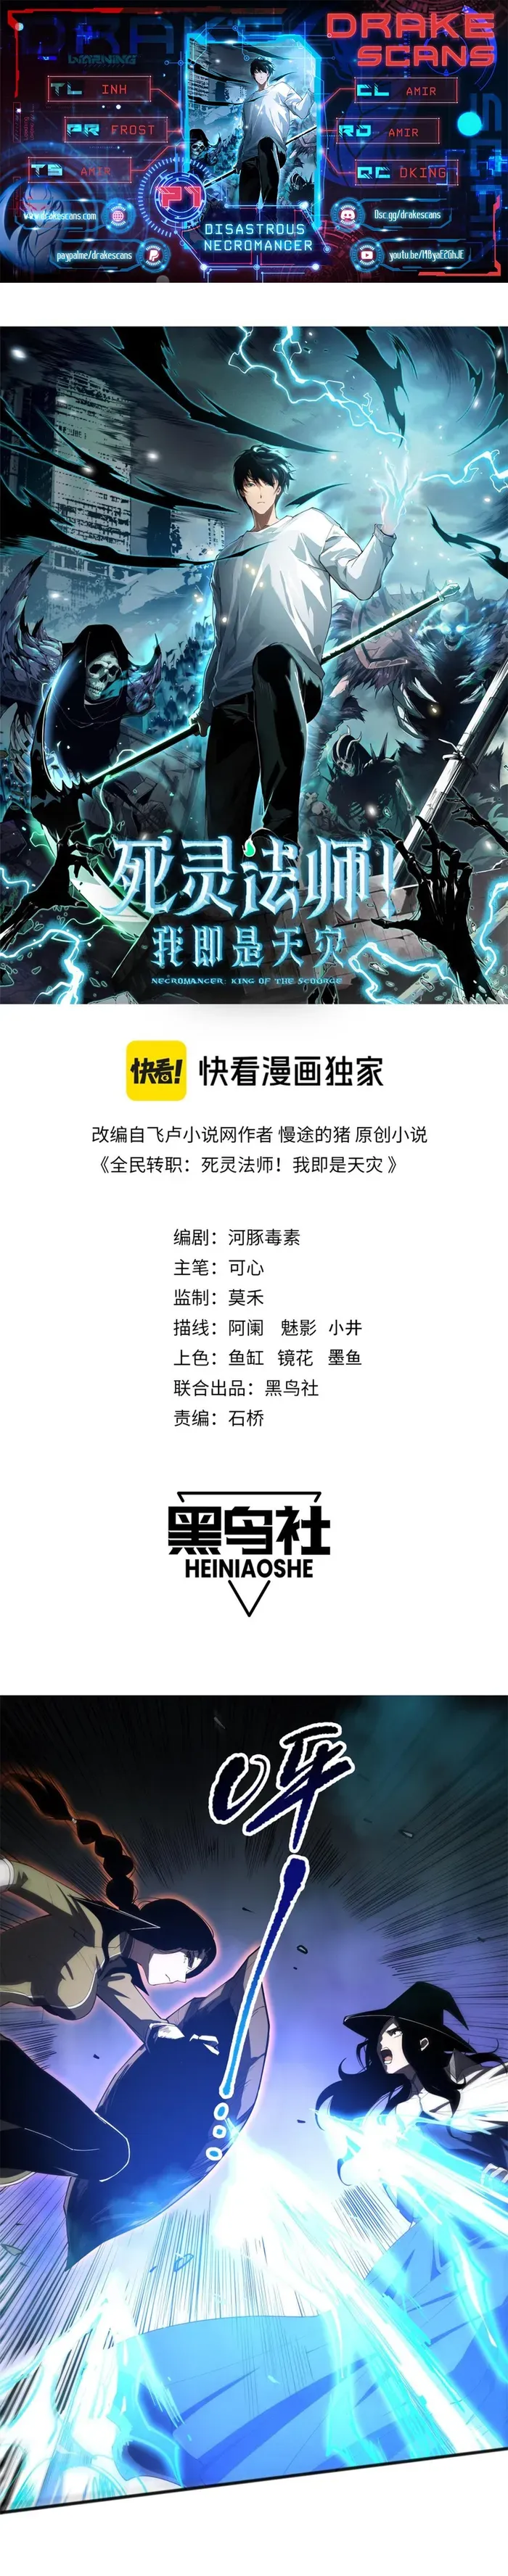 DRAKE
SCANS
WARNING
TL INH
CL AMIR
PR FROST
RD AMIR
TS AMIR
QC DKING
www.drakescans.com
Dsc.gg/drakescans
P1
DISASTROUS
NECROMANCER
paypalme/drakescans
死灵法师！
我即是天灾
NECROMANCER: KING OF THE SCOURGE
快看！
快看漫画独家
改编自飞卢小说网作者 慢途的猪 原创小说
《全民转职：死灵法师！我即是天灾 》
编剧：河豚毒素
主笔：可心
监制：莫禾
描线：阿阑 魅影 小井
上色：鱼缸 镜花 墨鱼
联合出品：黑鸟社
责编：石桥
黑鸟社
HEINIAOSHE
呀